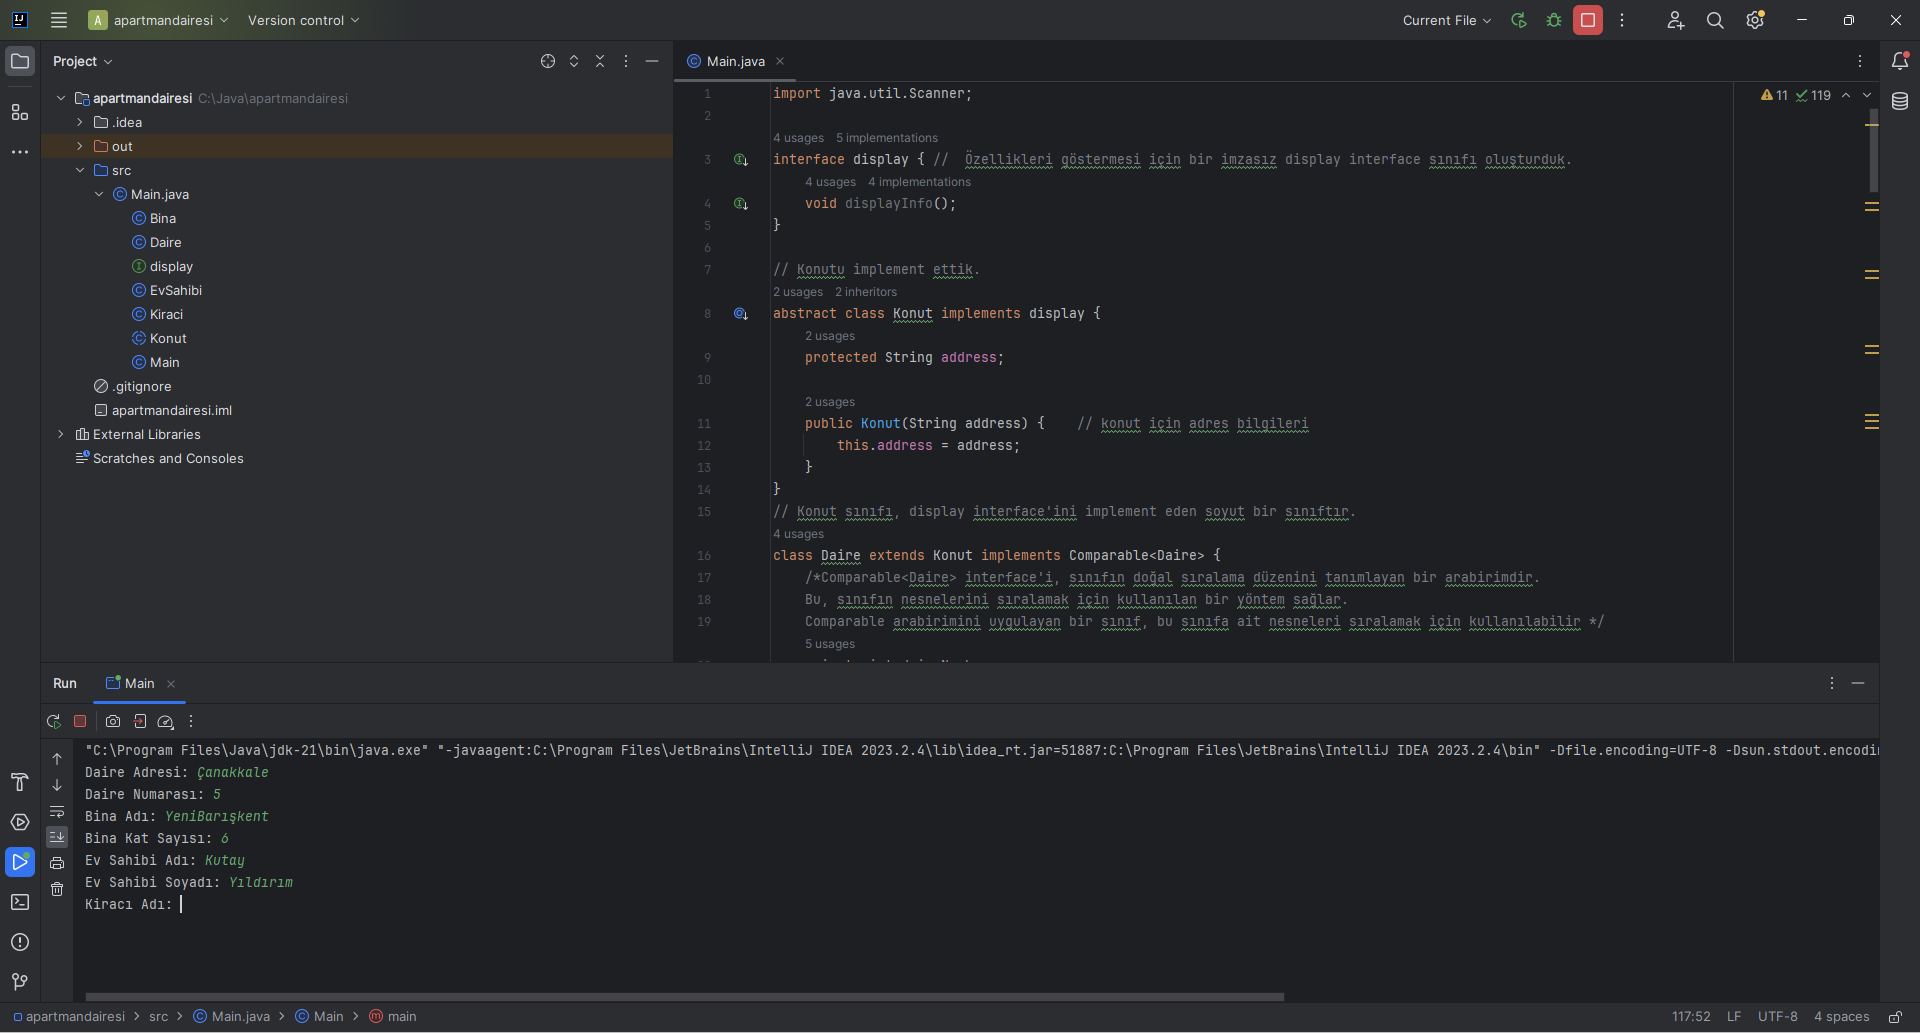 A apartmandairesi Version control Current File
Project
Main.java
apartmandairesi C:\Java\apartmandairesi
.idea
out
src
Main.java
Bina
Daire
display
EvSahibi
Kiraci
Konut
Main
.gitignore
apartmandairesi.iml
External Libraries
Scratches and Consoles
11 119
1 import java.util.Scanner;
2
4 usages 5 implementations
3 interface display { // Özellikleri göstermesi için bir imzasız display interface sınıfı oluşturduk.
4 usages 4 implementations
4 void displayInfo();
5 }
6
7 // Konutu implement ettik.
2 usages 2 inheritors
8 abstract class Konut implements display {
2 usages
9 protected String address;
10
2 usages
11 public Konut(String address) { // konut için adres bilgileri
12 this.address = address;
13 }
14 }
15 // Konut sınıfı, display interface'ini implement eden soyut bir sınıftır.
4 usages
16 class Daire extends Konut implements Comparable<Daire> {
17 /*Comparable<Daire> interface'i, sınıfın doğal sıralama düzenini tanımlayan bir arabirimdir.
18 Bu, sınıfın nesnelerini sıralamak için kullanılan bir yöntem sağlar.
19 Comparable arabirimini uygulayan bir sınıf, bu sınıfa ait nesneleri sıralamak için kullanılabilir */
5 usages
Run Main
"C:\Program Files\Java\jdk-21\bin\java.exe" "-javaagent:C:\Program Files\JetBrains\IntelliJ IDEA 2023.2.4\lib\idea_rt.jar=51887:C:\Program Files\JetBrains\IntelliJ IDEA 2023.2.4\bin" -Dfile.encoding=UTF-8 -Dsun.stdout.encodin
Daire Adresi: Çanakkale
Daire Numarası: 5
Bina Adı: YeniBarışkent
Bina Kat Sayısı: 6
Ev Sahibi Adı: Kutay
Ev Sahibi Soyadı: Yıldırım
Kiracı Adı:
apartmandairesi > src > Main.java > Main > main
117:52 LF UTF-8 4 spaces